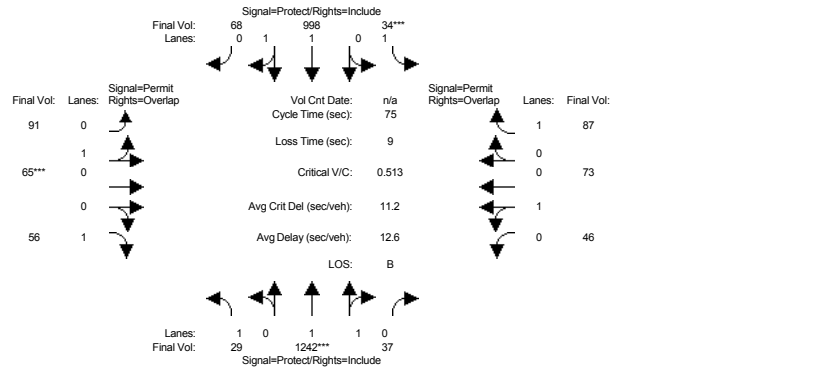 Signal=Protect/Rights=Include
Final Vol: 68 998 34***
Lanes: 0 1 1 0 1
Signal=Permit
Final Vol: Lanes: Rights=Overlap
Vol Cnt Date: n/a
Signal=Permit
Rights=Overlap Lanes: Final Vol:
Cycle Time (sec): 75
91 0
1 87
Loss Time (sec): 9
1
0
65*** 0
Critical V/C: 0.513
0 73
0
Avg Crit Del (sec/veh): 11.2
1
56 1
Avg Delay (sec/veh): 12.6
0 46
LOS: B
Lanes: 1 0 1 1 0
Final Vol: 29 1242*** 37
Signal=Protect/Rights=Include